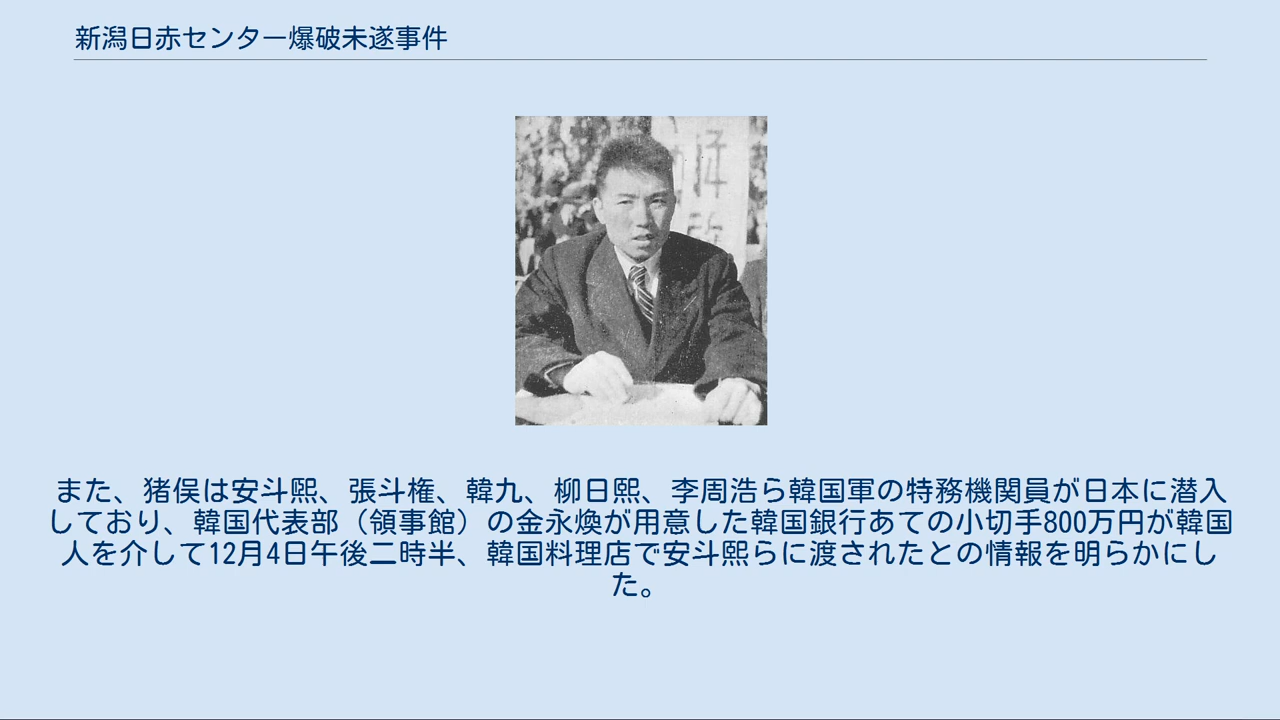 新潟日赤センター爆破未遂事件
また、猪俣は安斗熙、張斗権、韓九、柳日熙、李周浩ら韓国軍の特務機関員が日本に潜入
しており、韓国代表部（領事館）の金永煥が用意した韓国銀行あての小切手800万円が韓国
人を介して12月4日午後二時半、韓国料理店で安斗熙らに渡されたとの情報を明らかにし
た。